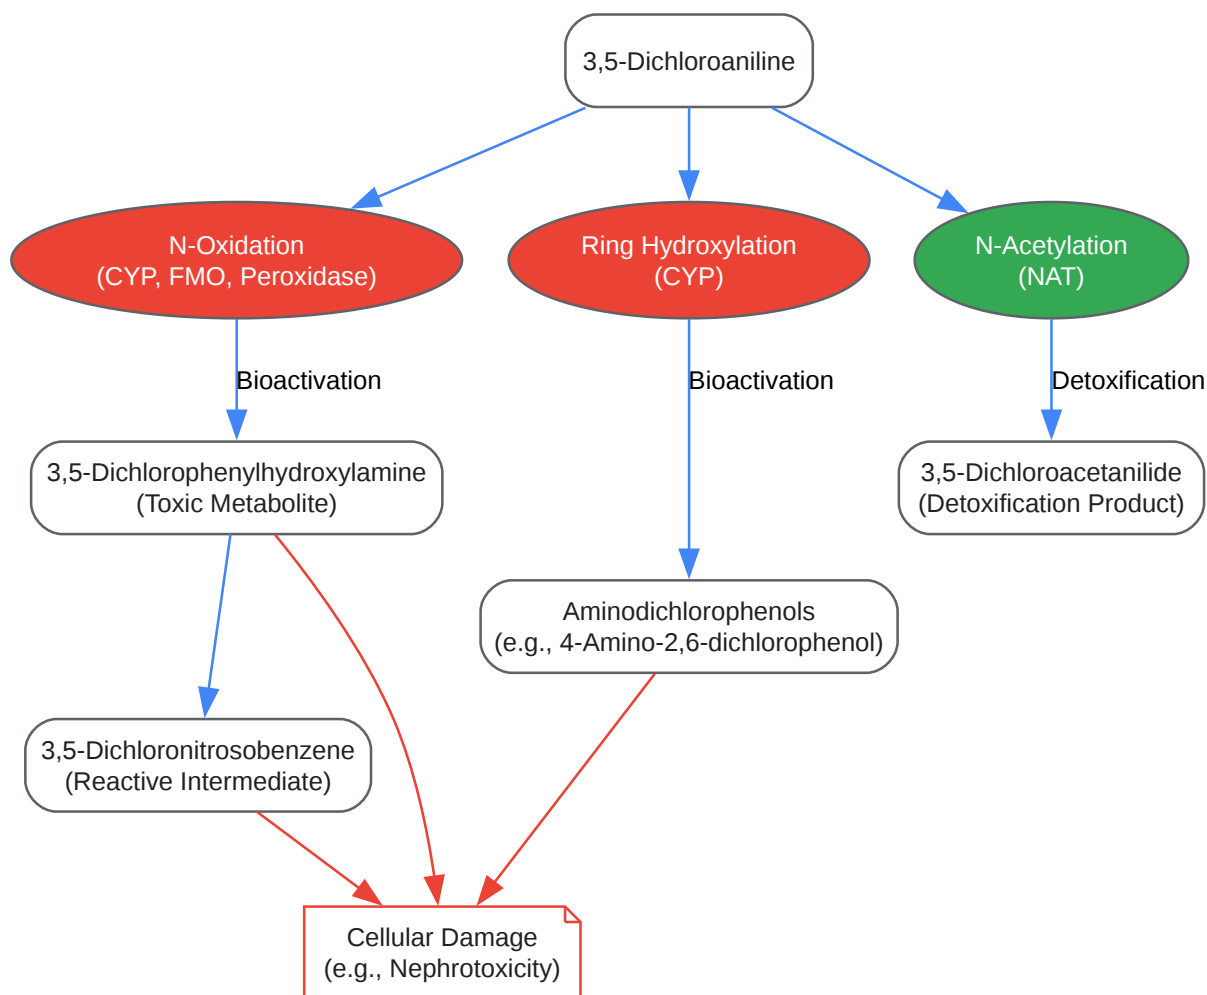 3,5-Dichloroaniline
N-Oxidation
(CYP, FMO, Peroxidase)
Ring Hydroxylation
(CYP)
N-Acetylation
(NAT)
Bioactivation
Bioactivation
Detoxification
3,5-Dichlorophenylhydroxylamine
(Toxic Metabolite)
3,5-Dichloroacetanilide
(Detoxification Product)
Aminodichlorophenols
(e.g., 4-Amino-2,6-dichlorophenol)
3,5-Dichloronitrosobenzene
(Reactive Intermediate)
Cellular Damage
(e.g., Nephrotoxicity)